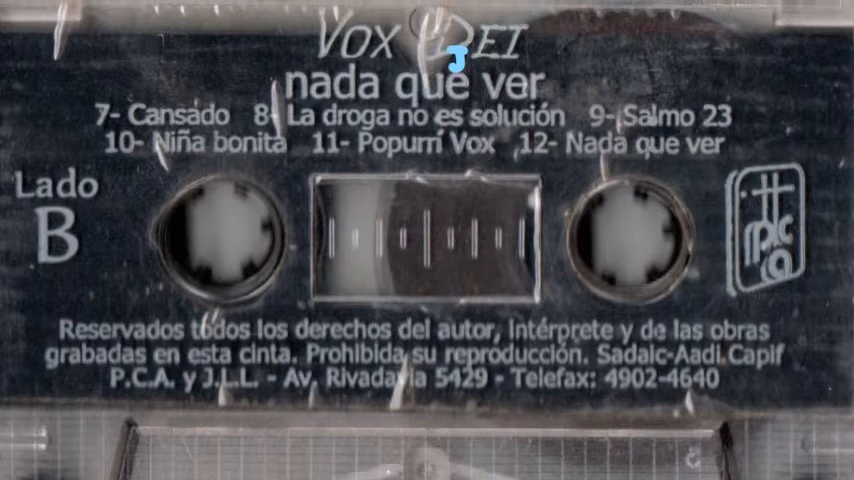 VOX DEI
J
nada que ver
7- Cansado 8- La droga no es solución 9- Salmo 23
10- Niña bonita 11- Popurrí Vox 12- Nada que ver
Lado
B
Reservados todos los derechos del autor, intérprete y de las obras
grabadas en esta cinta. Prohibida su reproducción. Sadaic-Aadi Capif
P.C.A. y J.L.L. - Av. Rivadavia 5429 - Telefax: 4902-4640